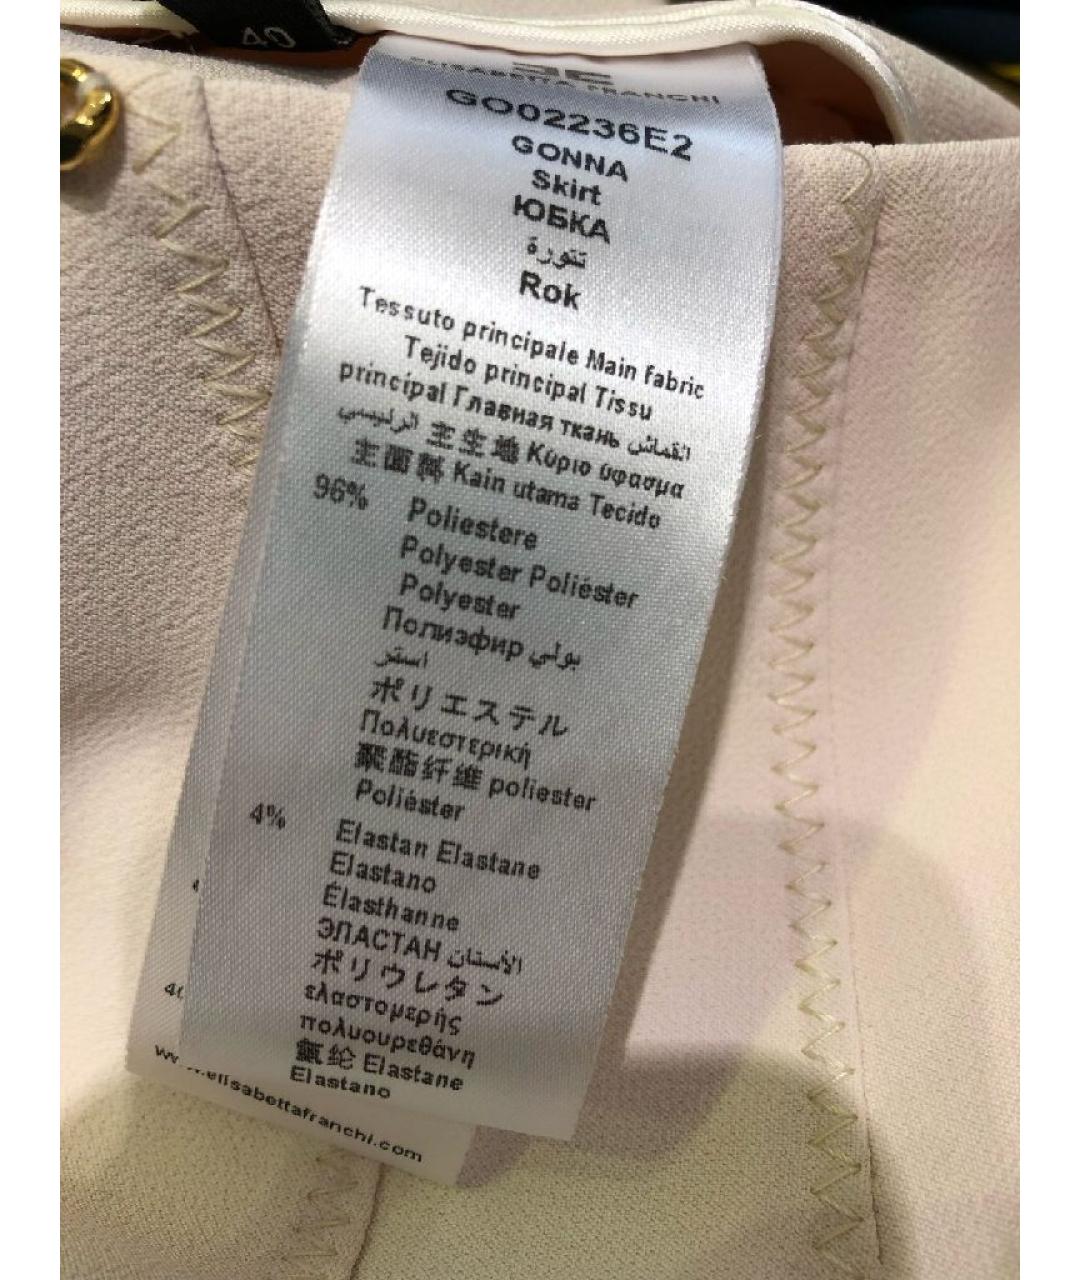 40
ELISABETTA FRANCHI
GO02236E2
GONNA
Skirt
ЮБКА
تنورة
Rok
Tessuto principale Main fabric
Tejido principal Tissu
principal Главная ткань القماش
الرئيسي 主生地 Κύριο ύφασμα
主面料 Kain utama Tecido
96% Poliestere
Polyester Poliéster
Polyester
Полиэфир بولي
استر
ポリエステル
Πολυεστερική
聚酯纤维 poliester
Poliéster
4% Elastan Elastane
Elastano
Élasthanne
ЭЛАСТАН الأستان
ポリウレタン
ελαστομερής
πολυουρεθάνη
氨纶 Elastane
Elastano
elisabettafranchi.com